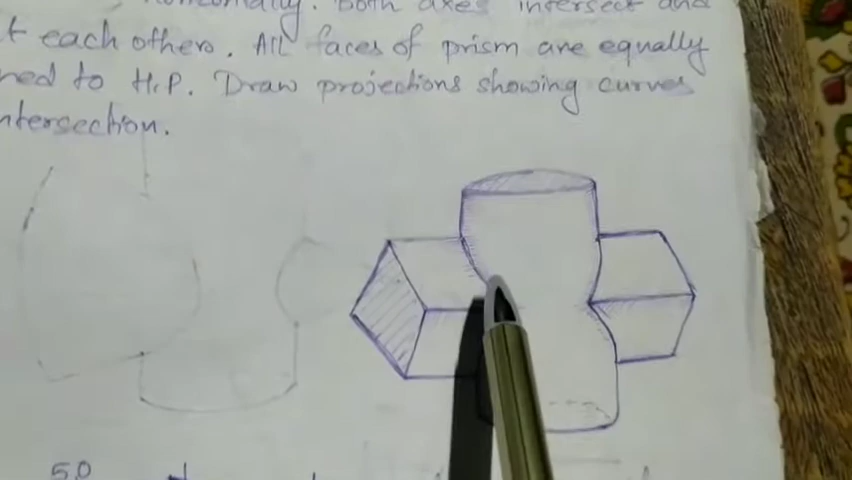 horizontally. Both axes intersect and
t each others. All faces of prism are equally
ned to H.P. Draw projections showing curves
ntersection.
50